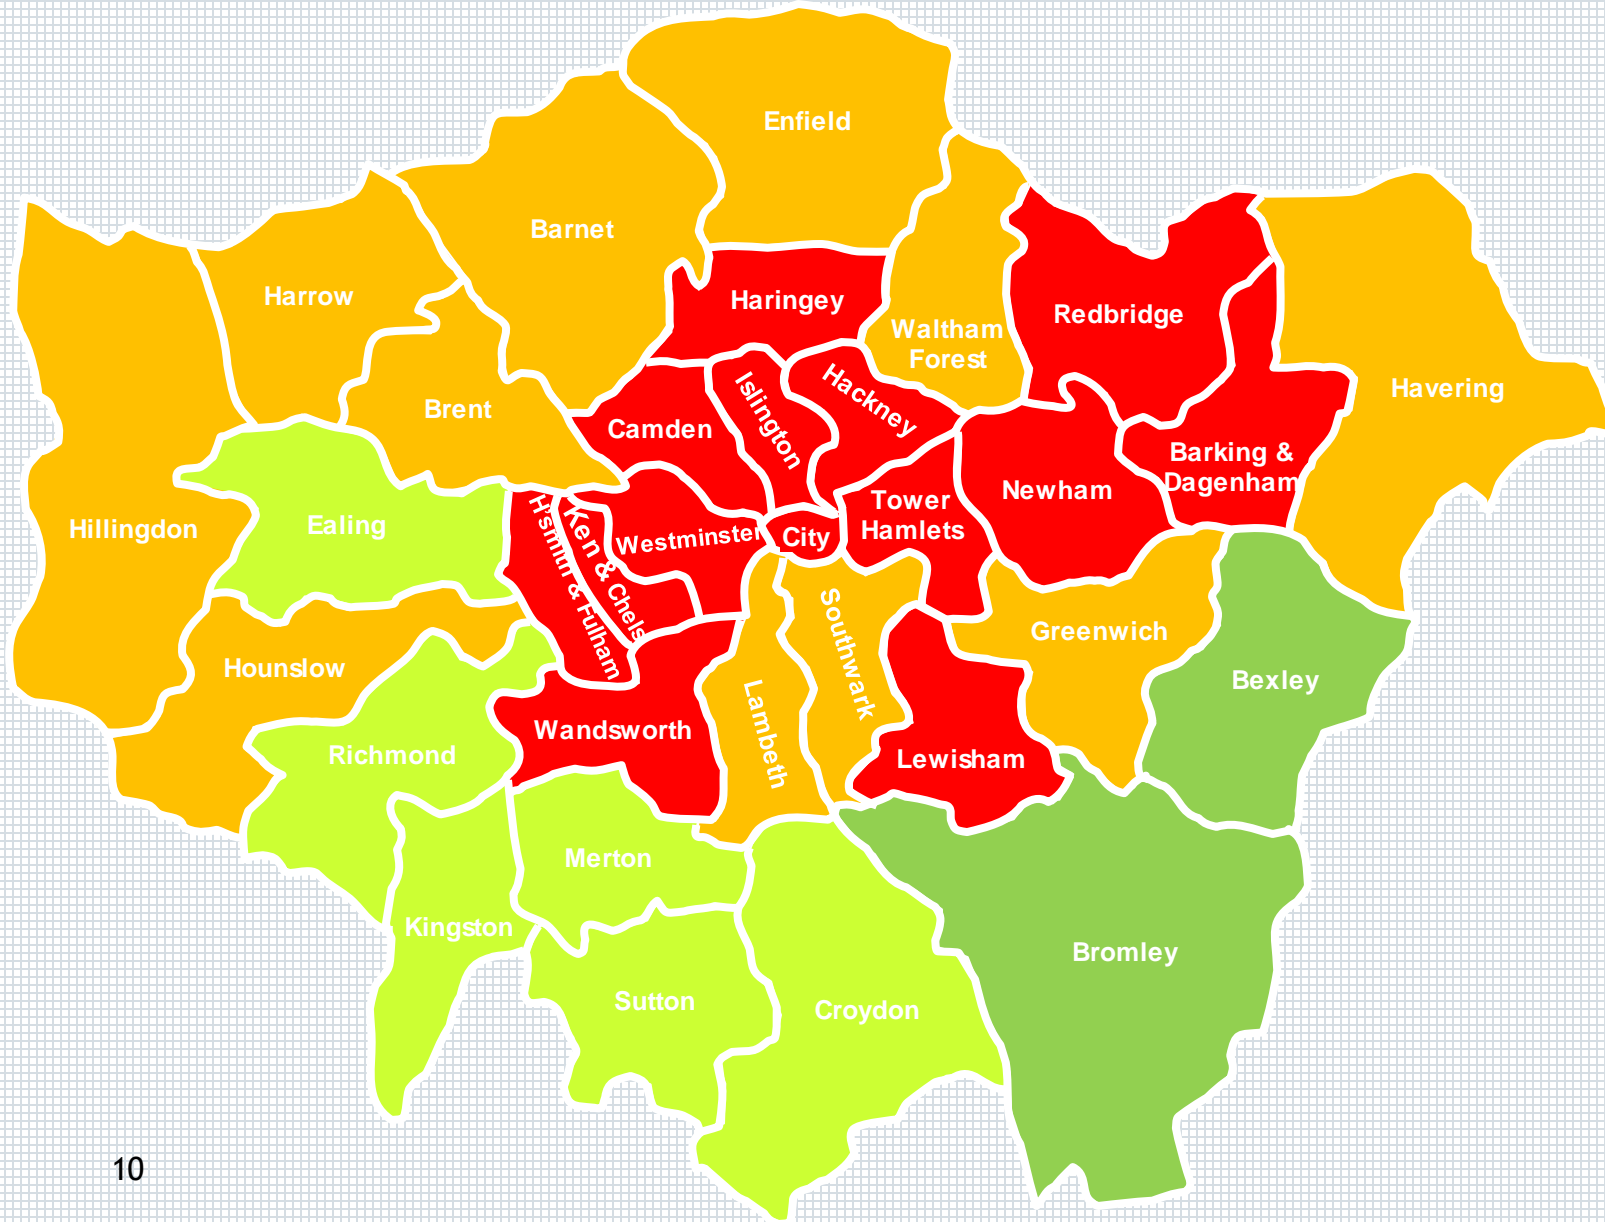 Enfield
Barnet
Harrow
Haringey
Redbridge
Waltham
Forest
Havering
Brent
Camden
Islington
Hackney
Barking &
Dagenham
Newham
Tower
Hamlets
Hillingdon
Ealing
H'smith & Fulham
Ken & Chels
Westminster
City
Southwark
Greenwich
Hounslow
Bexley
Lambeth
Wandsworth
Richmond
Lewisham
Merton
Kingston
Bromley
Sutton
Croydon
10